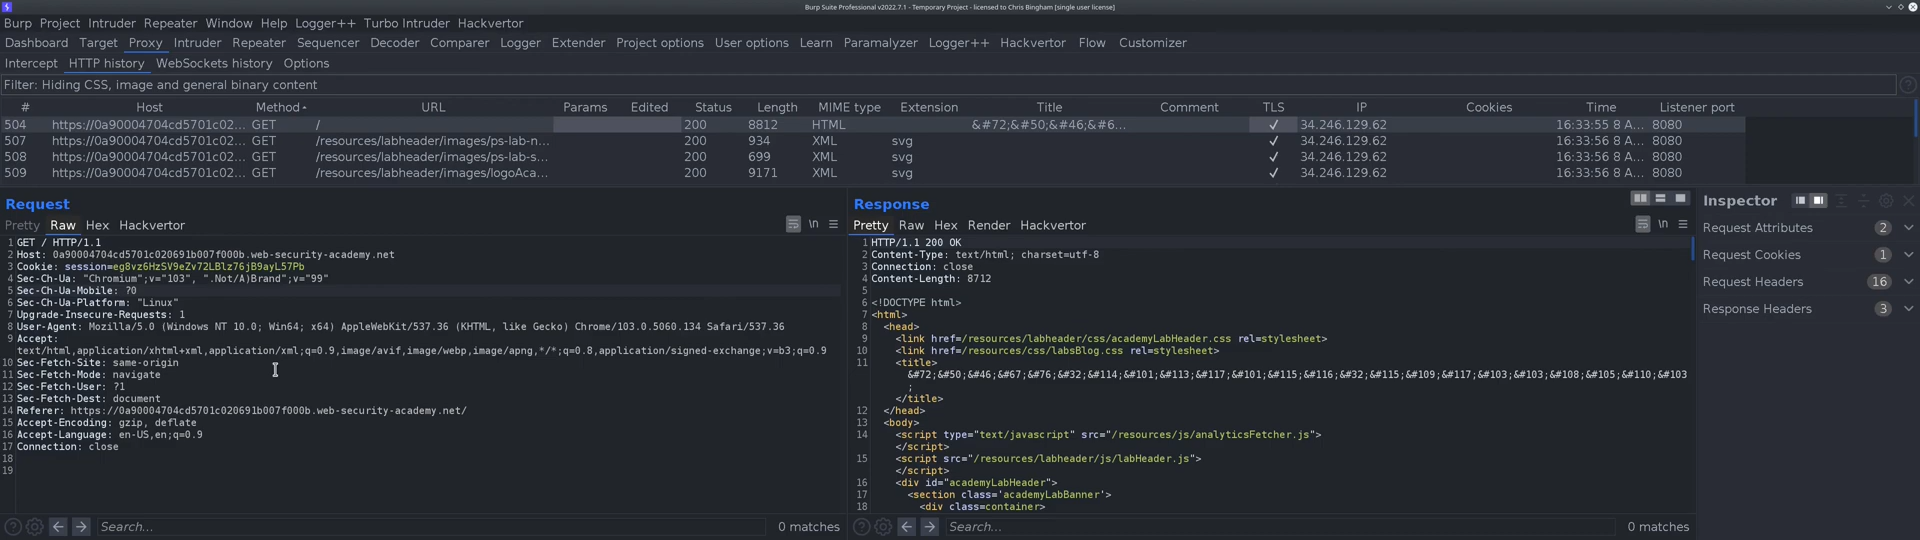 Burp Suite Professional v2022.7.1 - Temporary Project - licensed to Chris Bingham [single user license]
Burp Project Intruder Repeater Window Help Logger++ Turbo Intruder Hackvertor
Dashboard Target Proxy Intruder Repeater Sequencer Decoder Comparer Logger Extender Project options User options Learn Paramalyzer Logger++ Hackvertor Flow Customizer
Intercept HTTP history WebSockets history Options
Filter: Hiding CSS, image and general binary content
# Host Method URL Params Edited Status Length MIME type Extension Title Comment TLS IP Cookies Time Listener port
504 https://0a90004704cd5701c02... GET / 200 8812 HTML &#72;&#50;&#46;&#6... ✓ 34.246.129.62 16:33:55 8 A... 8080
507 https://0a90004704cd5701c02... GET /resources/labheader/images/ps-lab-n... 200 934 XML svg ✓ 34.246.129.62 16:33:56 8 A... 8080
508 https://0a90004704cd5701c02... GET /resources/labheader/images/ps-lab-s... 200 699 XML svg ✓ 34.246.129.62 16:33:56 8 A... 8080
509 https://0a90004704cd5701c02... GET /resources/labheader/images/logoAca... 200 9171 XML svg ✓ 34.246.129.62 16:33:56 8 A... 8080
Request
Pretty Raw Hex Hackvertor \n
1 GET / HTTP/1.1
2 Host: 0a90004704cd5701c020691b007f000b.web-security-academy.net
3 Cookie: session=eg8vz6HzSV9eZv72LBlz76jB9ayL57Pb
4 Sec-Ch-Ua: "Chromium";v="103", ".Not/A)Brand";v="99"
5 Sec-Ch-Ua-Mobile: ?0
6 Sec-Ch-Ua-Platform: "Linux"
7 Upgrade-Insecure-Requests: 1
8 User-Agent: Mozilla/5.0 (Windows NT 10.0; Win64; x64) AppleWebKit/537.36 (KHTML, like Gecko) Chrome/103.0.5060.134 Safari/537.36
9 Accept:
text/html,application/xhtml+xml,application/xml;q=0.9,image/avif,image/webp,image/apng,*/*;q=0.8,application/signed-exchange;v=b3;q=0.9
10 Sec-Fetch-Site: same-origin
11 Sec-Fetch-Mode: navigate
12 Sec-Fetch-User: ?1
13 Sec-Fetch-Dest: document
14 Referer: https://0a90004704cd5701c020691b007f000b.web-security-academy.net/
15 Accept-Encoding: gzip, deflate
16 Accept-Language: en-US,en;q=0.9
17 Connection: close
18
19
Search... 0 matches
Response
Pretty Raw Hex Render Hackvertor \n
1 HTTP/1.1 200 OK
2 Content-Type: text/html; charset=utf-8
3 Connection: close
4 Content-Length: 8712
5
6 <!DOCTYPE html>
7 <html>
8 <head>
9 <link href=/resources/labheader/css/academyLabHeader.css rel=stylesheet>
10 <link href=/resources/css/labsBlog.css rel=stylesheet>
11 <title>
&#72;&#50;&#46;&#67;&#76;&#32;&#114;&#101;&#113;&#117;&#101;&#115;&#116;&#32;&#115;&#109;&#117;&#103;&#103;&#108;&#105;&#110;&#103
;
</title>
12 </head>
13 <body>
14 <script type="text/javascript" src="/resources/js/analyticsFetcher.js">
</script>
15 <script src="/resources/labheader/js/labHeader.js">
</script>
16 <div id="academyLabHeader">
17 <section class='academyLabBanner'>
18 <div class=container>
Search... 0 matches
Inspector
Request Attributes 2
Request Cookies 1
Request Headers 16
Response Headers 3